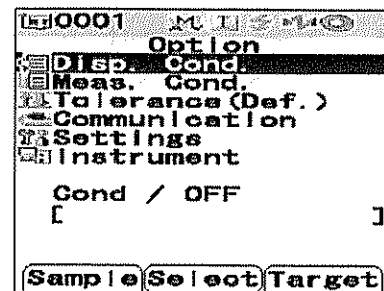 0001
Option
Disp. Cond.
Meas. Cond.
Tolerance(Def.)
Communication
Settings
Instrument
Cond / OFF
[ ]
Sample Select Target